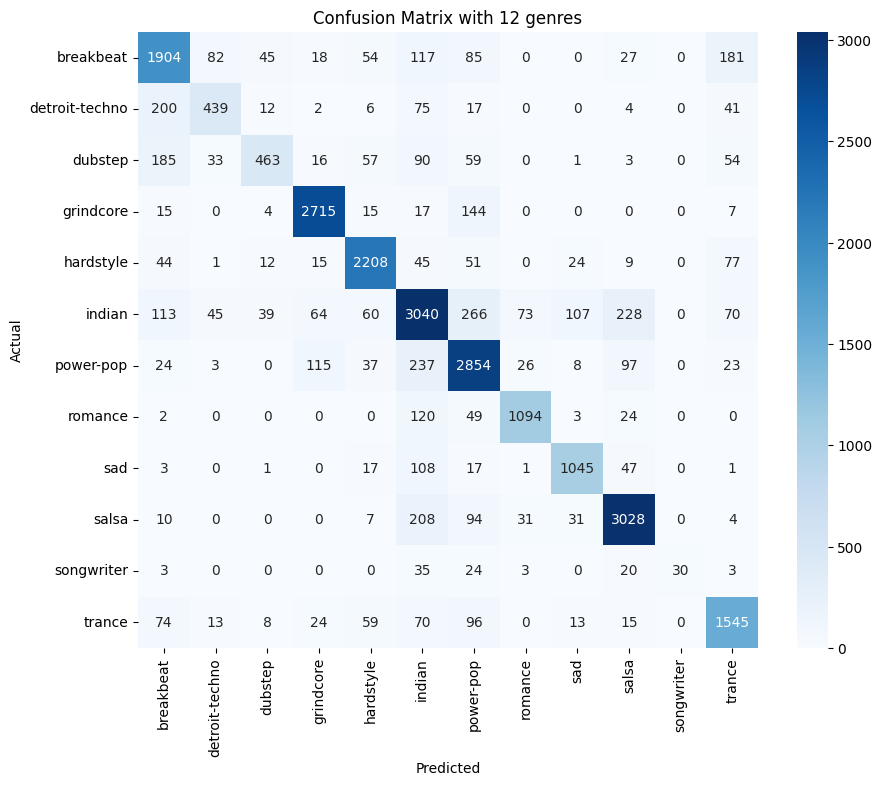 Confusion Matrix with 12 genres
Actual
breakbeat 1904 82 45 18 54 117 85 0 0 27 0 181
detroit-techno 200 439 12 2 6 75 17 0 0 4 0 41
dubstep 185 33 463 16 57 90 59 0 1 3 0 54
grindcore 15 0 4 2715 15 17 144 0 0 0 0 7
hardstyle 44 1 12 15 2208 45 51 0 24 9 0 77
indian 113 45 39 64 60 3040 266 73 107 228 0 70
power-pop 24 3 0 115 37 237 2854 26 8 97 0 23
romance 2 0 0 0 0 120 49 1094 3 24 0 0
sad 3 0 1 0 17 108 17 1 1045 47 0 1
salsa 10 0 0 0 7 208 94 31 31 3028 0 4
songwriter 3 0 0 0 0 35 24 3 0 20 30 3
trance 74 13 8 24 59 70 96 0 13 15 0 1545
breakbeat detroit-techno dubstep grindcore hardstyle indian power-pop romance sad salsa songwriter trance
Predicted
3000
2500
2000
1500
1000
500
0